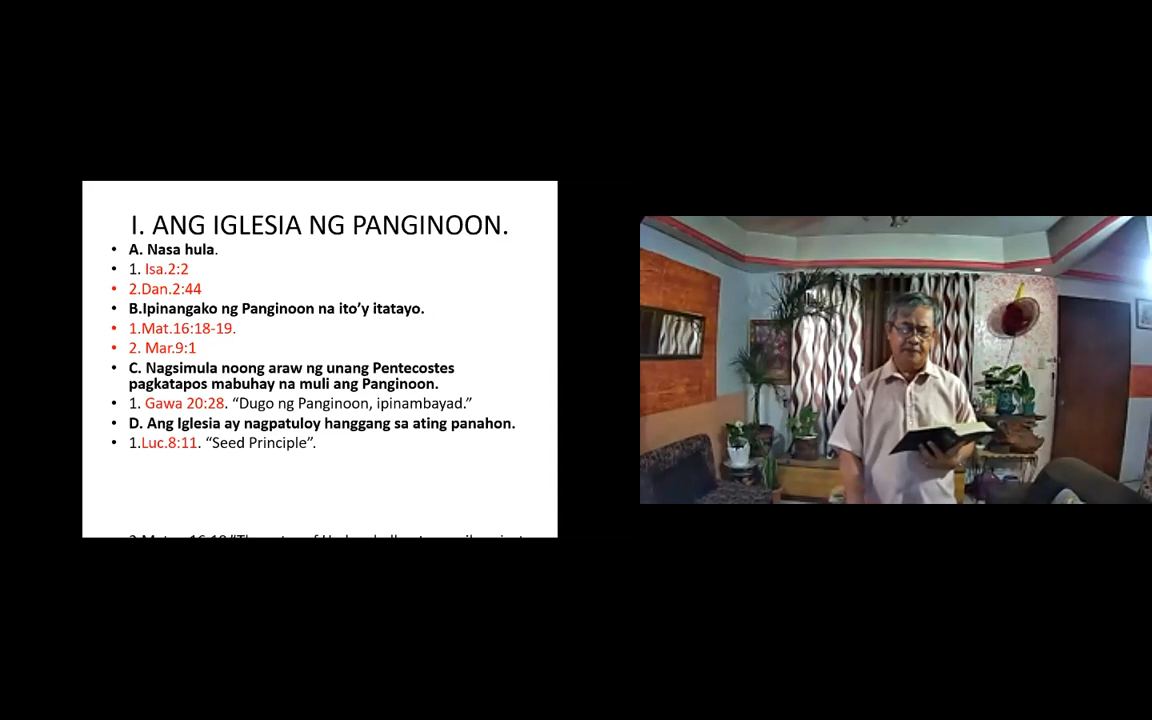 I. ANG IGLESIA NG PANGINOON.
• A. Nasa hula.
• 1. Isa.2:2
• 2.Dan.2:44
• B.Ipinangako ng Panginoon na ito’y itatayo.
• 1.Mat.16:18-19.
• 2. Mar.9:1
• C. Nagsimula noong araw ng unang Pentecostes
pagkatapos mabuhay na muli ang Panginoon.
• 1. Gawa 20:28. “Dugo ng Panginoon, ipinambayad.”
• D. Ang Iglesia ay nagpatuloy hanggang sa ating panahon.
• 1.Luc.8:11. “Seed Principle”.